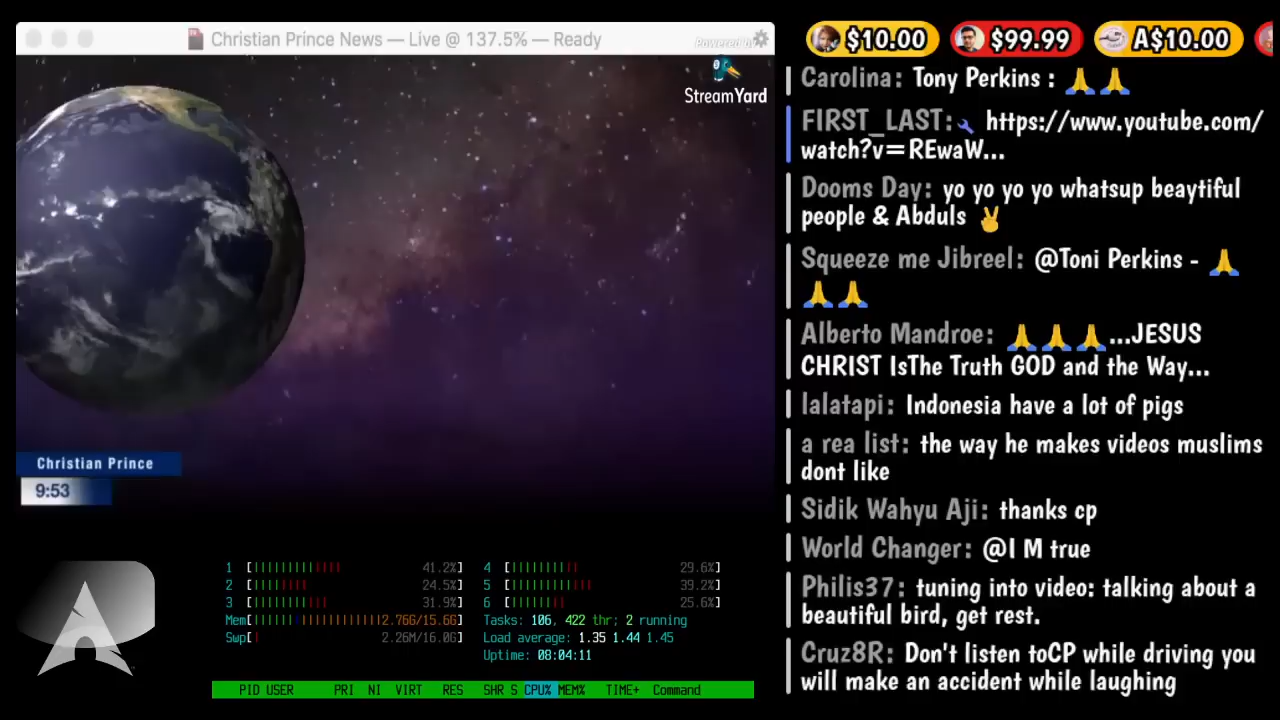 Christian Prince News — Live @ 137.5% — Ready
Powered by
StreamYard
Christian Prince
9:53
1 [||||||||||||||| 41.2%] 4 [||||||||||| 29.6%]
2 [||||||||| 24.5%] 5 [|||||||||||||| 39.2%]
3 [|||||||||||| 31.9%] 6 [||||||||| 25.6%]
Mem[||||||||||||||||||||||2.76G/15.6G] Tasks: 106, 422 thr; 2 running
Swp[| 2.26M/16.0G] Load average: 1.35 1.44 1.45
Uptime: 08:04:11
PID USER PRI NI VIRT RES SHR S CPU% MEM% TIME+ Command
$10.00 $99.99 A$10.00
Carolina: Tony Perkins : 🙏🙏
FIRST_LAST: https://www.youtube.com/
watch?v=REwaW...
Dooms Day: yo yo yo yo whatsup beaytiful
people & Abduls ✌
Squeeze me Jibreel: @Toni Perkins - 🙏
🙏🙏
Alberto Mandroe: 🙏🙏🙏...JESUS
CHRIST IsThe Truth GOD and the Way...
lalatapi: Indonesia have a lot of pigs
a rea list: the way he makes videos muslims
dont like
Sidik Wahyu Aji: thanks cp
World Changer: @I M true
Philis37: tuning into video: talking about a
beautiful bird, get rest.
Cruz8R: Don't listen toCP while driving you
will make an accident while laughing